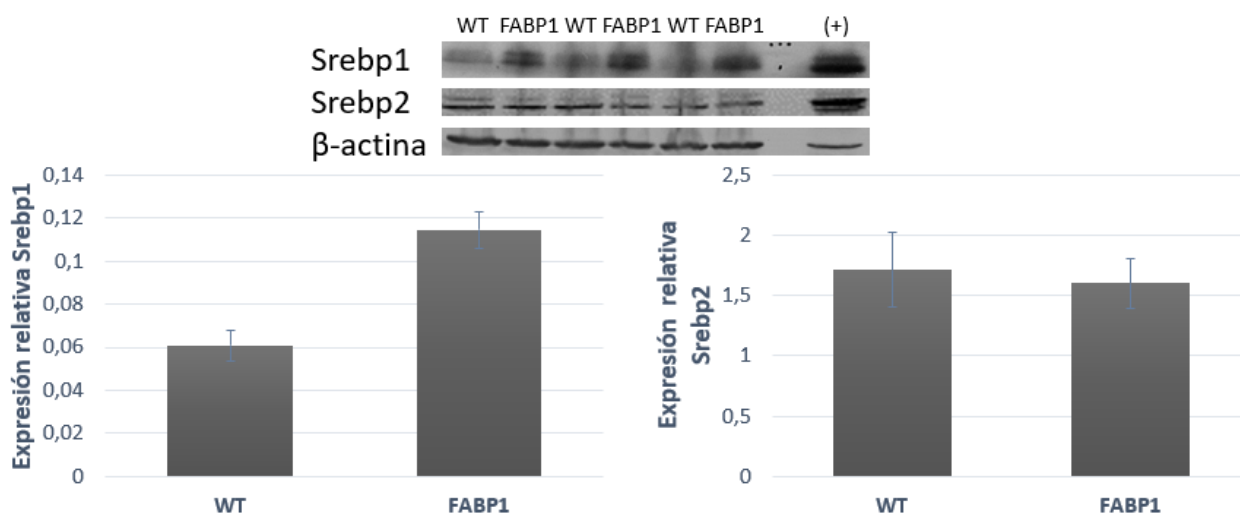 WT FABP1 WT FABP1 WT FABP1 (+)
Srebp1
Srebp2
β-actina
Expresión relativa Srebp1
0,14
0,12
0,1
0,08
0,06
0,04
0,02
0
WT FABP1
Expresión relativa
Srebp2
2,5
2
1,5
1
0,5
0
WT FABP1